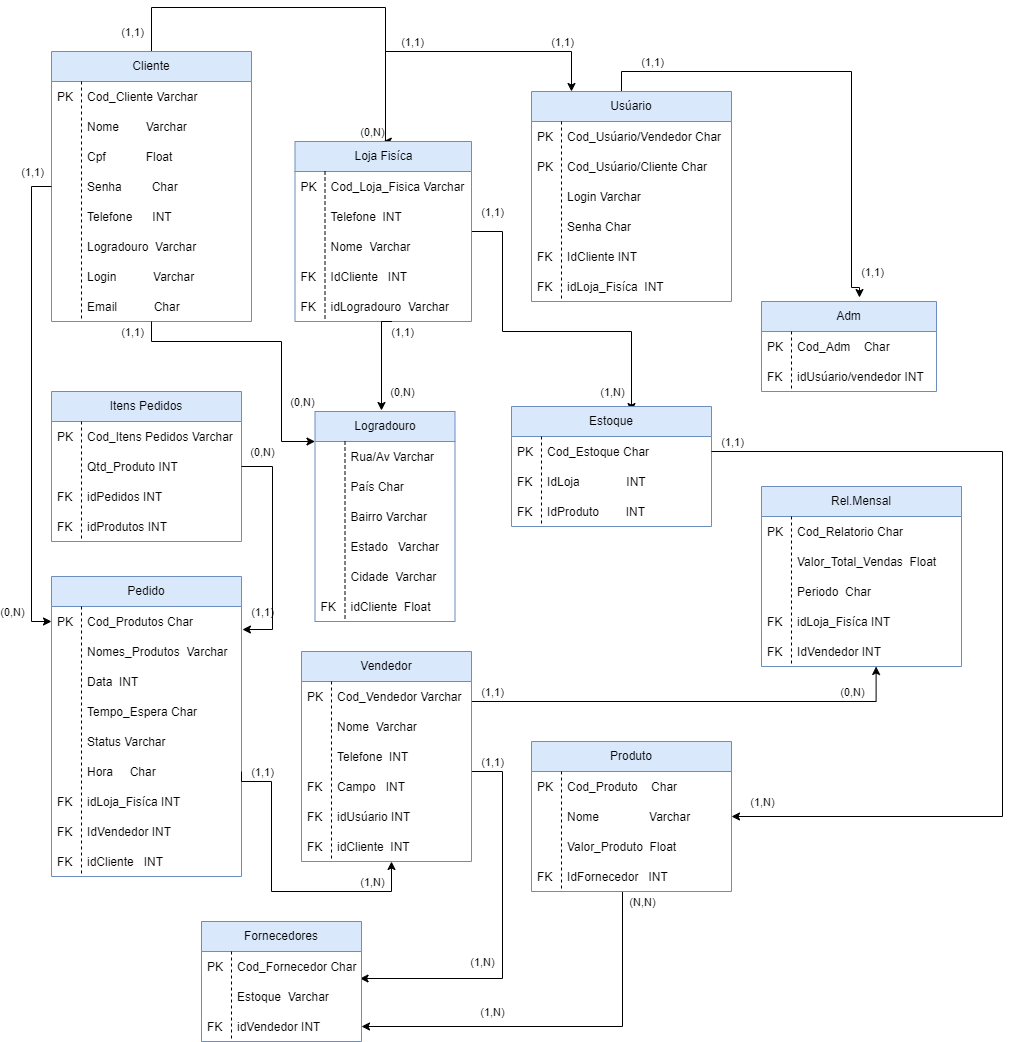 (1,1)
(1,1)
(1,1)
(1,1)
(0,N)
Cliente
PK Cod_Cliente Varchar
Nome Varchar
Cpf Float
Senha Char
Telefone INT
Logradouro Varchar
Login Varchar
Email Char
(1,1)
(1,1)
Loja Fisíca
PK Cod_Loja_Fisica Varchar
Telefone INT
Nome Varchar
FK IdCliente INT
FK idLogradouro Varchar
(1,1)
(1,1)
Usúario
PK Cod_Usúario/Vendedor Char
PK Cod_Usúario/Cliente Char
Login Varchar
Senha Char
FK IdCliente INT
FK idLoja_Fisíca INT
(1,1)
Adm
PK Cod_Adm Char
FK idUsúario/vendedor INT
Itens Pedidos
PK Cod_Itens Pedidos Varchar
Qtd_Produto INT
FK idPedidos INT
FK idProdutos INT
(0,N)
(0,N)
(0,N)
Logradouro
Rua/Av Varchar
País Char
Bairro Varchar
Estado Varchar
Cidade Varchar
FK idCliente Float
(1,N)
Estoque
PK Cod_Estoque Char
FK IdLoja INT
FK IdProduto INT
(1,1)
Rel.Mensal
PK Cod_Relatorio Char
Valor_Total_Vendas Float
Periodo Char
FK idLoja_Fisíca INT
FK IdVendedor INT
(0,N)
(1,1)
Pedido
PK Cod_Produtos Char
Nomes_Produtos Varchar
Data INT
Tempo_Espera Char
Status Varchar
Hora Char
FK idLoja_Fisíca INT
FK IdVendedor INT
FK idCliente INT
(1,1)
Vendedor
PK Cod_Vendedor Varchar
Nome Varchar
Telefone INT
FK Campo INT
FK idUsúario INT
FK idCliente INT
(1,1)
(0,N)
(1,1)
(1,N)
Produto
PK Cod_Produto Char
Nome Varchar
Valor_Produto Float
FK IdFornecedor INT
(1,N)
(N,N)
Fornecedores
PK Cod_Fornecedor Char
Estoque Varchar
FK idVendedor INT
(1,N)
(1,N)